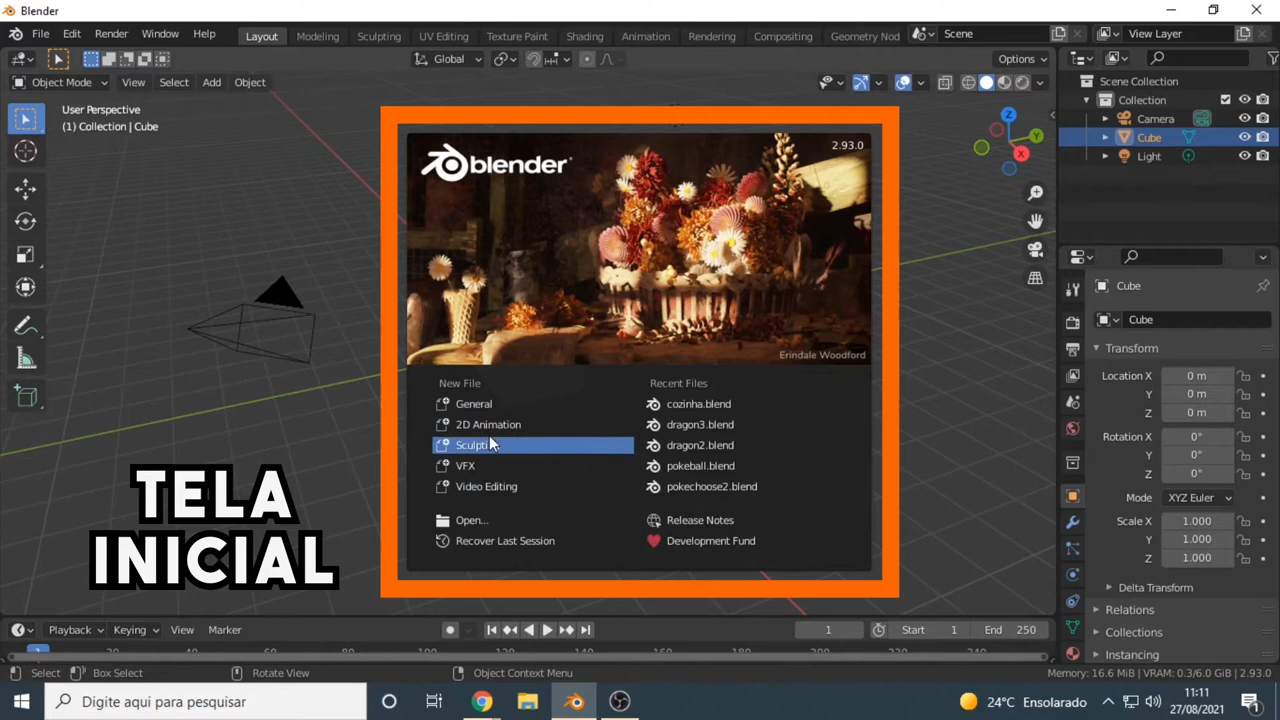 Blender
File Edit Render Window Help
Layout Modeling Sculpting UV Editing Texture Paint Shading Animation Rendering Compositing Geometry Nod
Scene
View Layer
Global
Options
Object Mode View Select Add Object
User Perspective
(1) Collection | Cube
Z
Y
X
Scene Collection
Collection
Camera
Cube
Light
blender
2.93.0
Erindale Woodford
New File
General
2D Animation
Sculpti
VFX
Video Editing
Open...
Recover Last Session
Recent Files
cozinha.blend
dragon3.blend
dragon2.blend
pokeball.blend
pokechoose2.blend
Release Notes
Development Fund
TELA
INICIAL
Cube
Cube
Transform
Location X 0 m
Y 0 m
Z 0 m
Rotation X 0°
Y 0°
Z 0°
Mode XYZ Euler
Scale X 1.000
Y 1.000
Z 1.000
Delta Transform
Relations
Collections
Instancing
Playback Keying View Marker
1
Start 1 End 250
Select Box Select Rotate View Object Context Menu
Memory: 16.6 MiB | VRAM: 0.3/6.0 GiB | 2.93.0
Digite aqui para pesquisar
24°C Ensolarado
11:11
27/08/2021
1